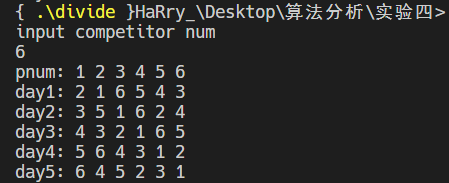 { .\divide }HaRry_\Desktop\算法分析\实验四>
input competitor num
6
pnum: 1 2 3 4 5 6
day1: 2 1 6 5 4 3
day2: 3 5 1 6 2 4
day3: 4 3 2 1 6 5
day4: 5 6 4 3 1 2
day5: 6 4 5 2 3 1